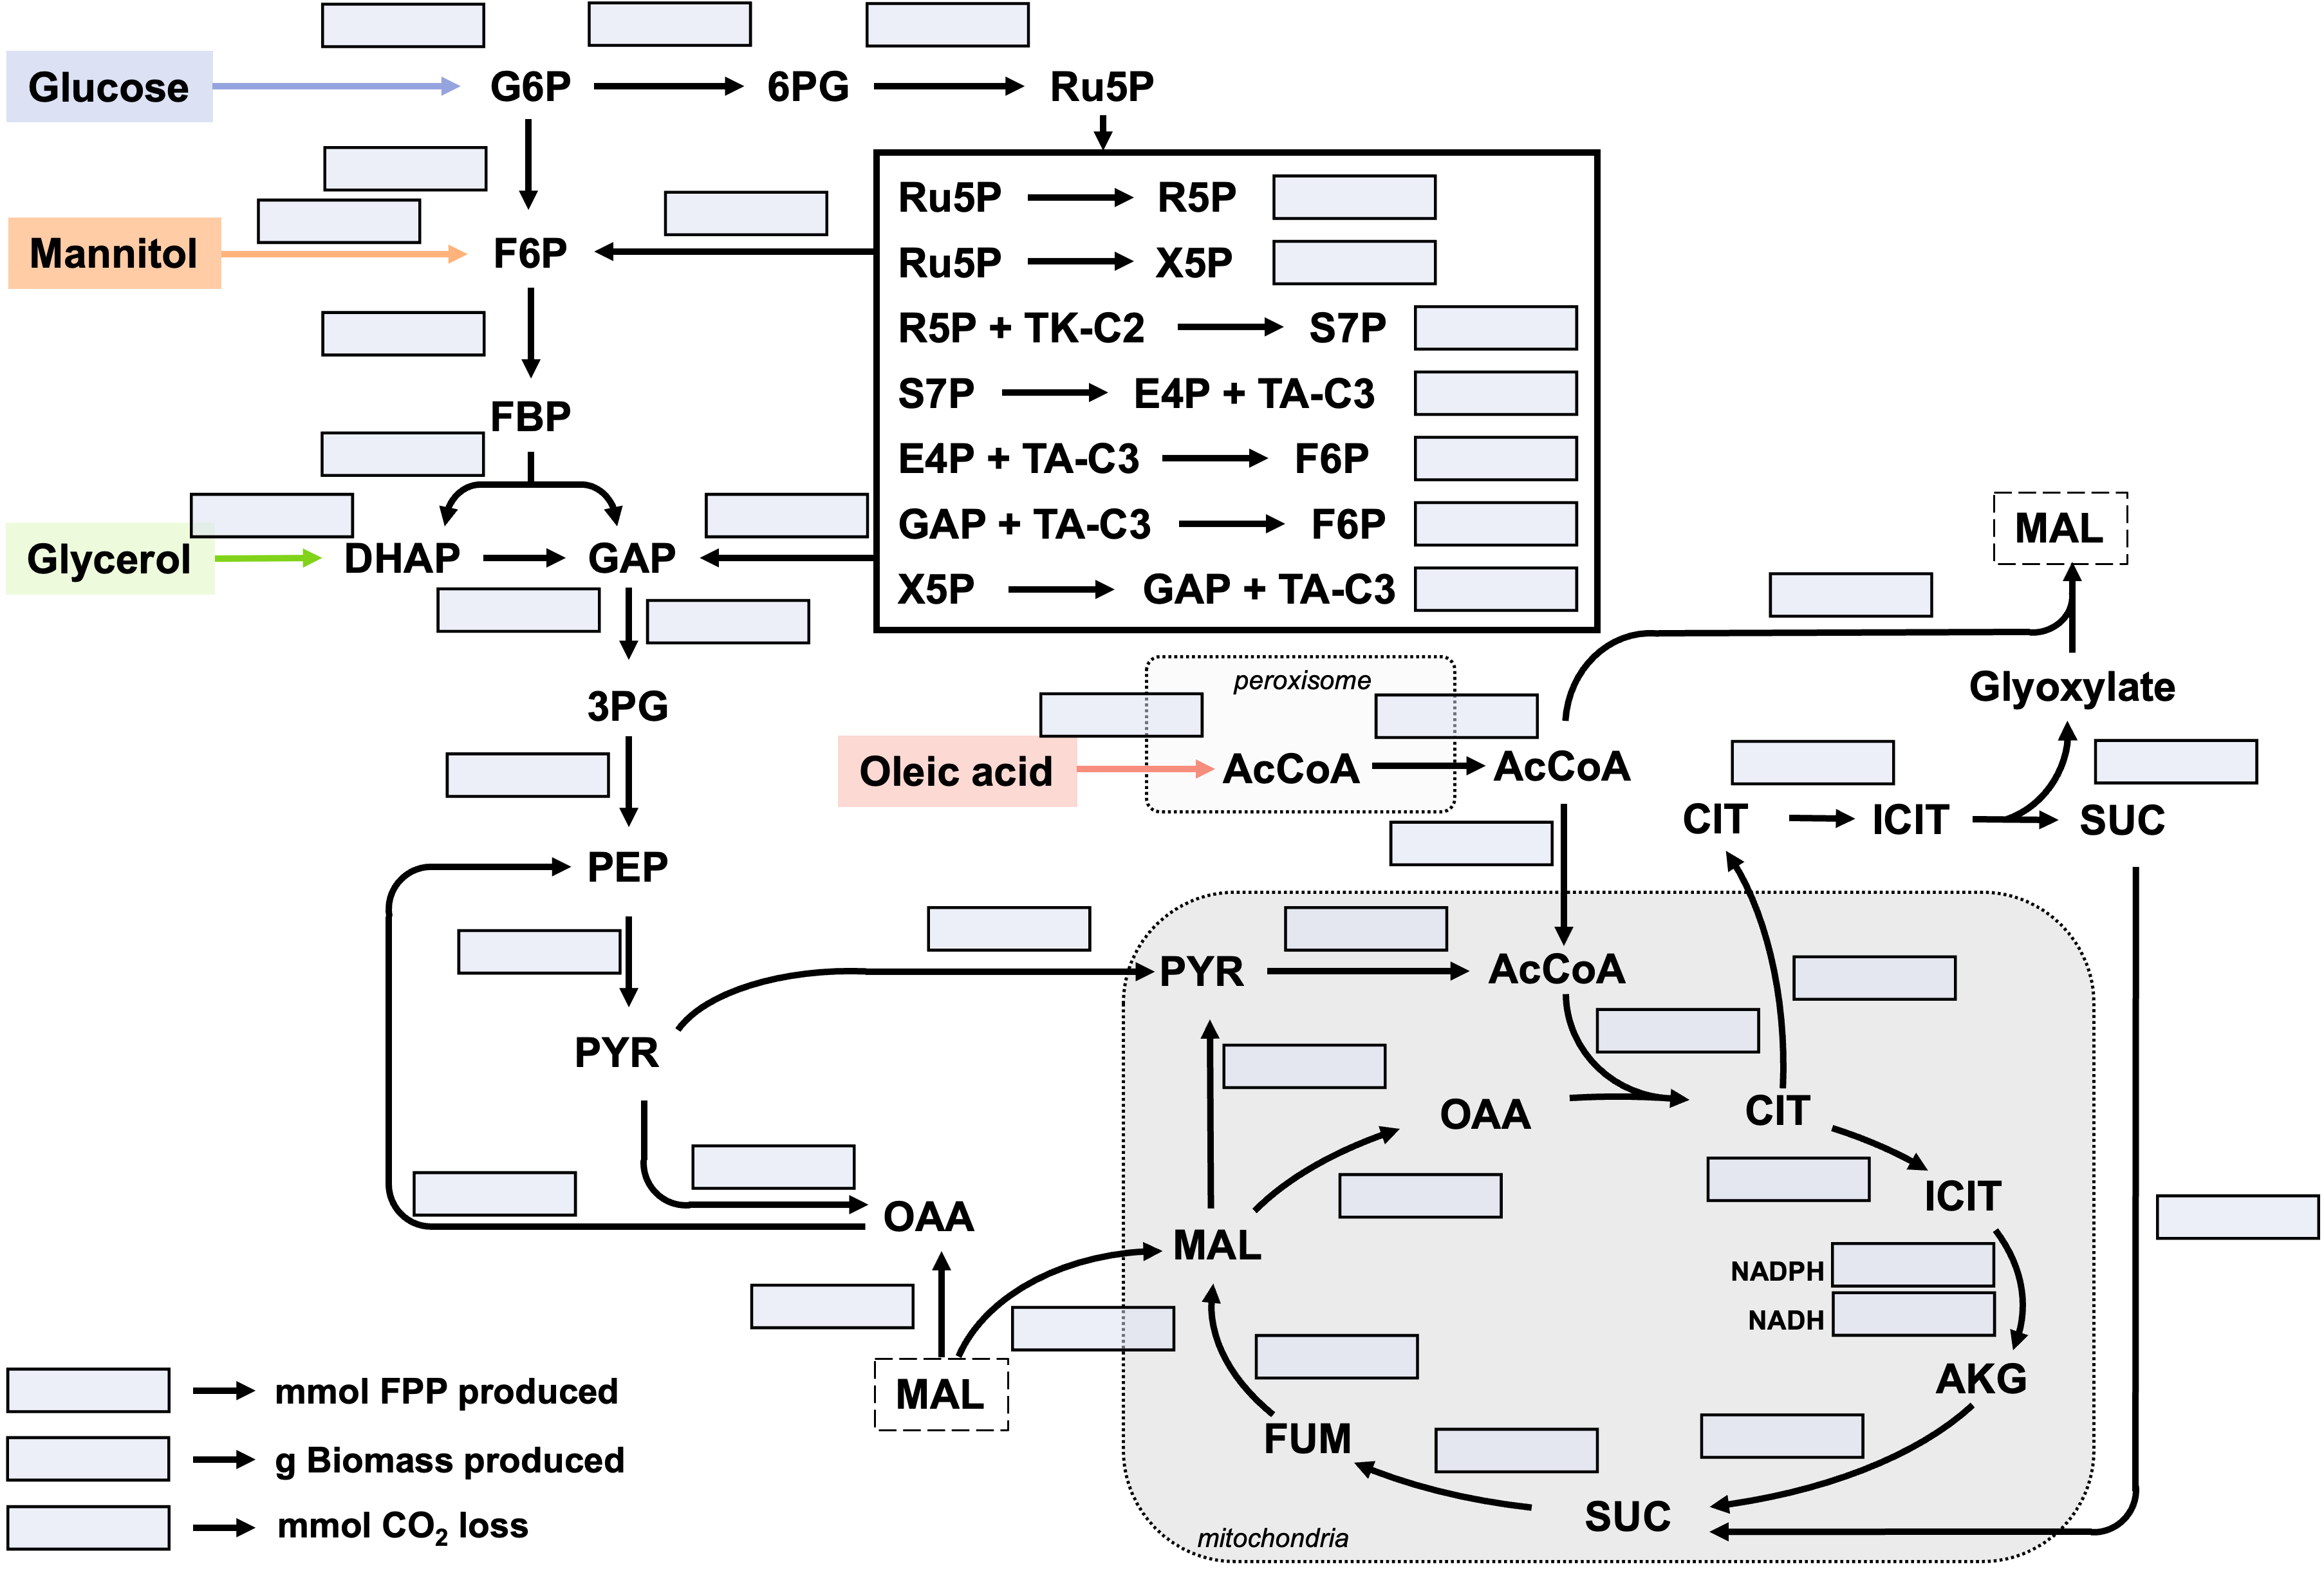 Glucose
G6P
6PG
Ru5P
Mannitol
F6P
Ru5P R5P
Ru5P X5P
R5P + TK-C2 S7P
S7P E4P + TA-C3
E4P + TA-C3 F6P
GAP + TA-C3 F6P
X5P GAP + TA-C3
FBP
Glycerol
DHAP
GAP
MAL
3PG
peroxisome
Glyoxylate
Oleic acid
AcCoA
AcCoA
CIT
ICIT
SUC
PEP
PYR
AcCoA
PYR
OAA
CIT
ICIT
OAA
MAL
NADPH
NADH
AKG
MAL
FUM
SUC
mitochondria
mmol FPP produced
g Biomass produced
mmol CO2 loss